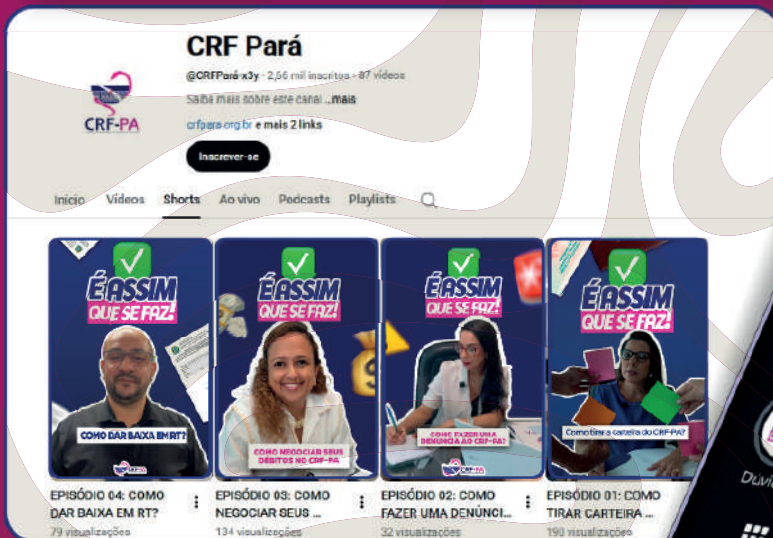 CRF Pará
@CRFPará-x3y · 2,66 mil inscritos · 87 vídeos
Saiba mais sobre este canal ...mais
crfpara.org.br e mais 2 links
CRF-PA
Inscrever-se
Início Vídeos Shorts Ao vivo Podcasts Playlists
É ASSIM
QUE SE FAZ!
COMO DAR BAIXA EM RT?
CRF-PA
EPISÓDIO 04: COMO
DAR BAIXA EM RT?
79 visualizações
É ASSIM
QUE SE FAZ!
COMO NEGOCIAR SEUS
DÉBITOS NO CRF-PA
EPISÓDIO 03: COMO
NEGOCIAR SEUS ...
134 visualizações
É ASSIM
QUE SE FAZ!
COMO FAZER UMA
DENÚNCIA AO CRF-PA?
CRF-PA
EPISÓDIO 02: COMO
FAZER UMA DENÚNCI...
32 visualizações
É ASSIM
QUE SE FAZ!
Como tirar a carteira do CRF-PA?
EPISÓDIO 01: COMO
TIRAR CARTEIRA ...
190 visualizações